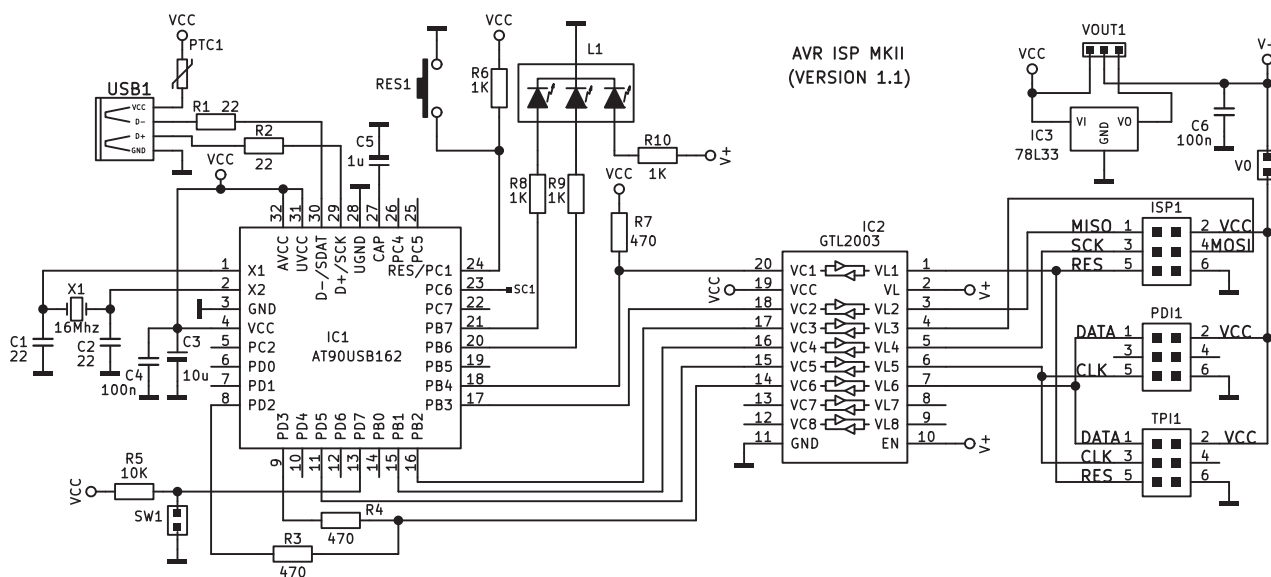 VCC
PTC1
USB1
VCC
D-
D+
GND
R1 22
R2
22
VCC
C5
1u
RES1
VCC
R6
1K
L1
R8
1K
R9
1K
R10
1K
V+
AVR ISP MKII
(VERSION 1.1)
VOUT1
VCC
VI
GND
VO
IC3
78L33
C6
100n
V0
VCC
R7
470
32
31
30
29
28
27
26
25
AVCC
UVCC
D-/SDAT
D+/SCK
UGND
CAP
PC4
PC5
1 X1
2 X2
3 GND
4 VCC
5 PC2
6 PD0
7 PD1
8 PD2
IC1
AT90USB162
RES/PC1 24
PC6 23
SC1
PC7 22
PB7 21
PB6 20
PB5 19
PB4 18
PB3 17
PD3
PD4
PD5
PD6
PD7
PB0
PB1
PB2
9
10
11
12
13
14
15
16
X1
16Mhz
C1
22
C2
22
C4
100n
C3
10u
R5
10K
VCC
SW1
R4
470
R3
470
IC2
GTL2003
20 VC1 VL1 1
VCC
19 VCC VL 2
V+
18 VC2 VL2 3
17 VC3 VL3 4
16 VC4 VL4 5
15 VC5 VL5 6
14 VC6 VL6 7
13 VC7 VL7 8
12 VC8 VL8 9
11 GND EN 10
V+
ISP1
MISO 1 2 VCC
SCK 3 4 MOSI
RES 5 6
PDI1
DATA 1 2 VCC
3 4
CLK 5 6
TPI1
DATA 1 2 VCC
CLK 3 4
RES 5 6